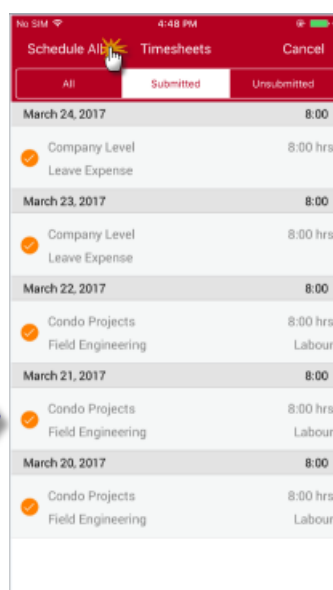 No SIM 4:48 PM
Schedule All Timesheets Cancel
All Submitted Unsubmitted
March 24, 2017 8:00
Company Level 8:00 hrs
Leave Expense
March 23, 2017 8:00
Company Level 8:00 hrs
Leave Expense
March 22, 2017 8:00
Condo Projects 8:00 hrs
Field Engineering Labour
March 21, 2017 8:00
Condo Projects 8:00 hrs
Field Engineering Labour
March 20, 2017 8:00
Condo Projects 8:00 hrs
Field Engineering Labour